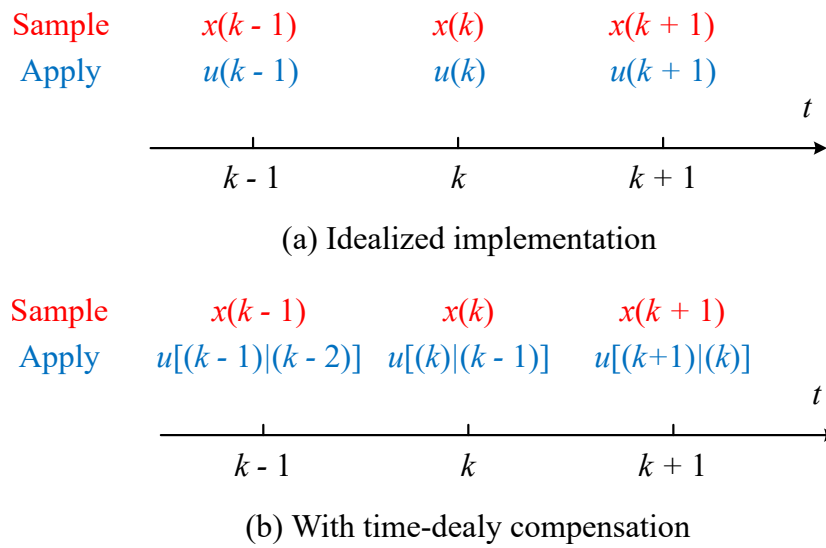 Sample x(k - 1) x(k) x(k + 1)
Apply u(k - 1) u(k) u(k + 1)
t
k - 1 k k + 1
(a) Idealized implementation
Sample x(k - 1) x(k) x(k + 1)
Apply u[(k - 1)|(k - 2)] u[(k)|(k - 1)] u[(k+1)|(k)]
t
k - 1 k k + 1
(b) With time-dealy compensation